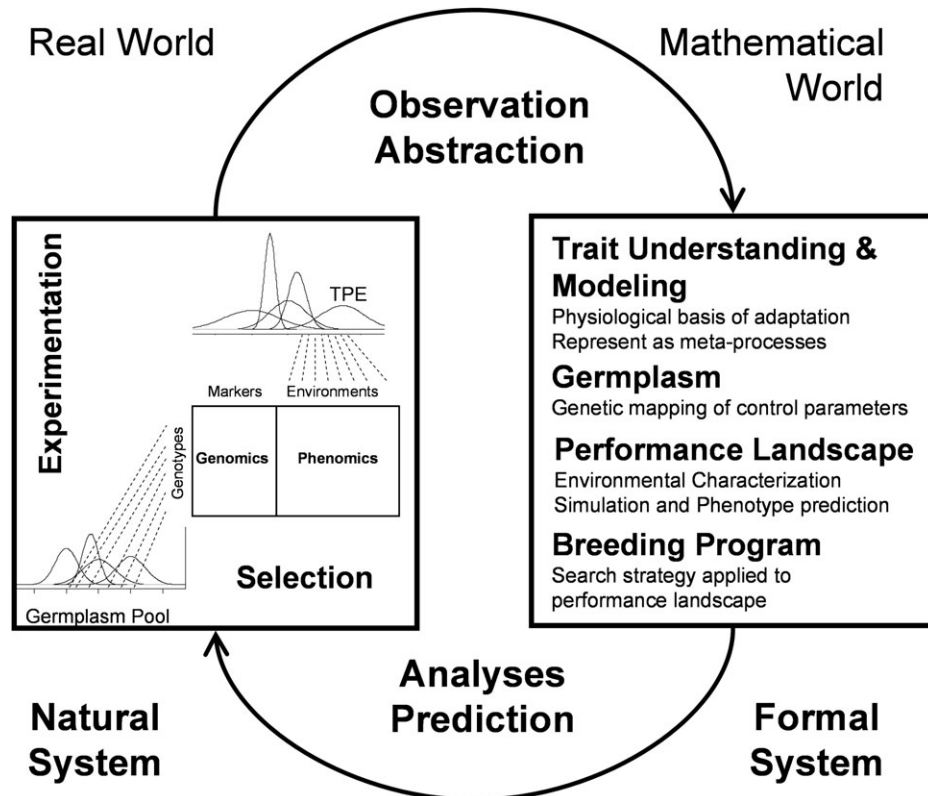 Real World
Mathematical
World
Observation
Abstraction
Experimentation
TPE
Markers
Environments
Genotypes
Genomics
Phenomics
Selection
Germplasm Pool
Trait Understanding &
Modeling
Physiological basis of adaptation
Represent as meta-processes
Germplasm
Genetic mapping of control parameters
Performance Landscape
Environmental Characterization
Simulation and Phenotype prediction
Breeding Program
Search strategy applied to
performance landscape
Analyses
Prediction
Natural
System
Formal
System